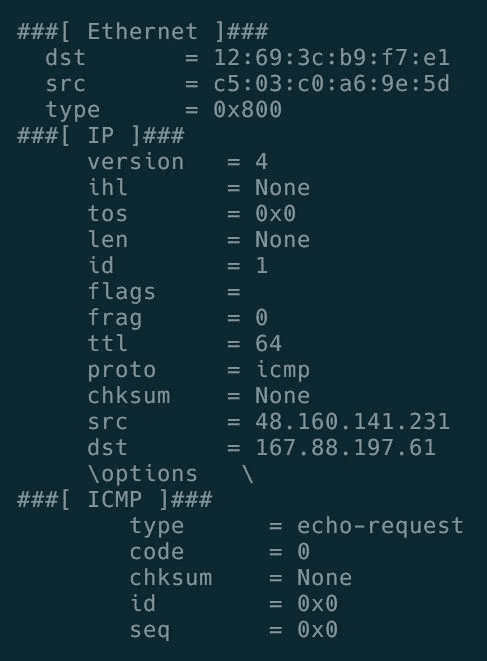 ###[ Ethernet ]###
  dst       = 12:69:3c:b9:f7:e1
  src       = c5:03:c0:a6:9e:5d
  type      = 0x800
###[ IP ]###
     version   = 4
     ihl       = None
     tos       = 0x0
     len       = None
     id        = 1
     flags     =
     frag      = 0
     ttl       = 64
     proto     = icmp
     chksum    = None
     src       = 48.160.141.231
     dst       = 167.88.197.61
     \options   \
###[ ICMP ]###
        type      = echo-request
        code      = 0
        chksum    = None
        id        = 0x0
        seq       = 0x0